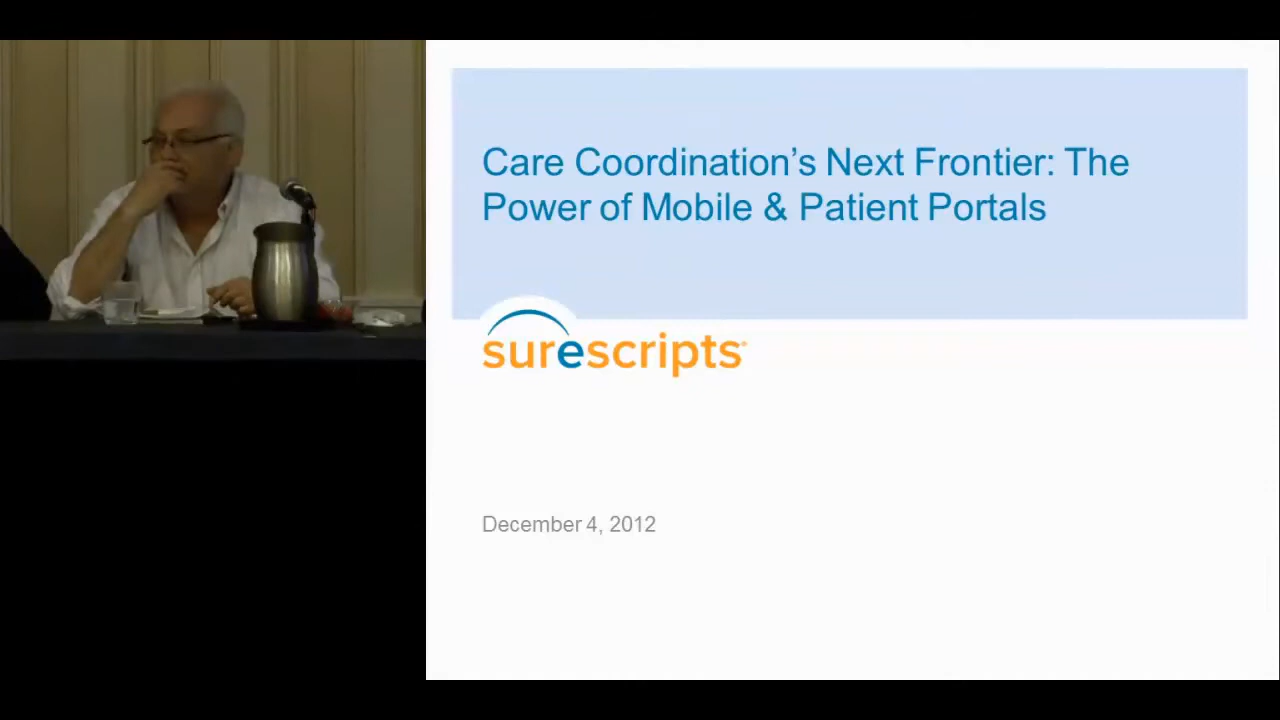 Care Coordination’s Next Frontier: The
Power of Mobile & Patient Portals
surescripts
December 4, 2012